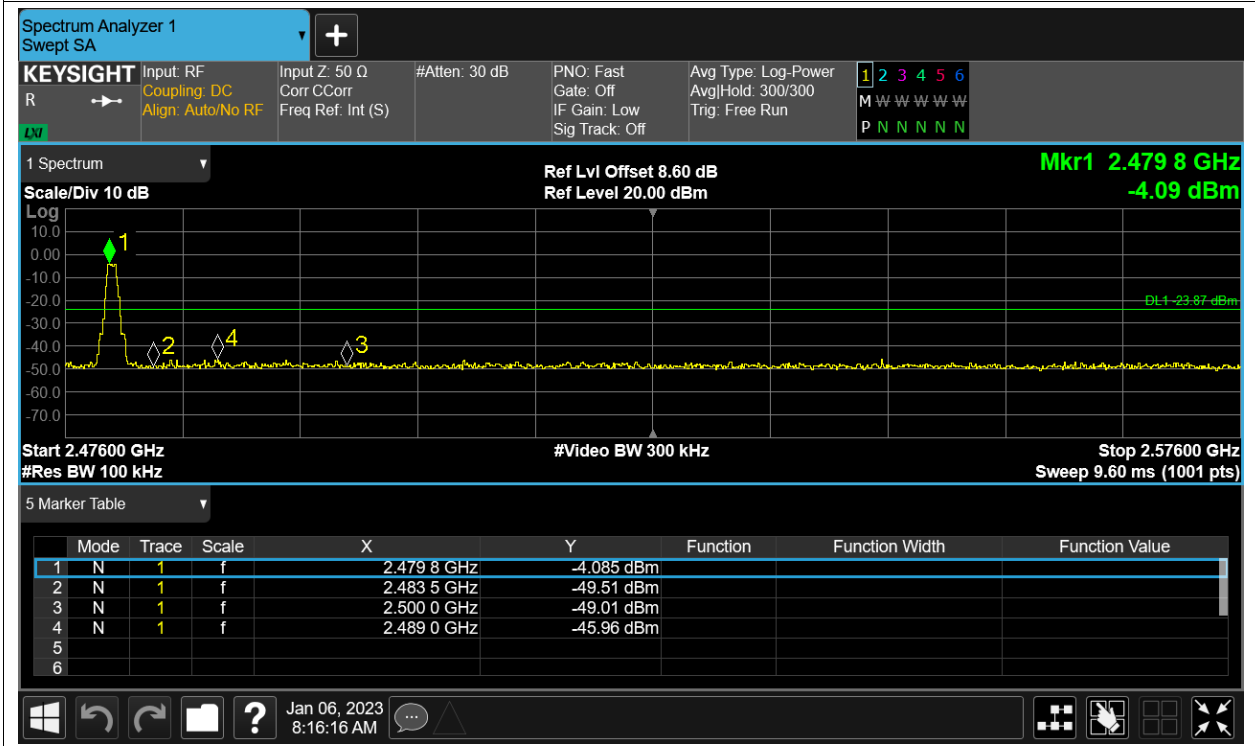 Spectrum Analyzer 1
Swept SA
+
KEYSIGHT
R
LXI
Input: RF
Coupling: DC
Align: Auto/No RF
Input Z: 50 Ω
Corr CCorr
Freq Ref: Int (S)
#Atten: 30 dB
PNO: Fast
Gate: Off
IF Gain: Low
Sig Track: Off
Avg Type: Log-Power
Avg|Hold: 300/300
Trig: Free Run
1 2 3 4 5 6
M W W W W W
P N N N N N
1 Spectrum
Scale/Div 10 dB
Ref Lvl Offset 8.60 dB
Ref Level 20.00 dBm
Mkr1 2.479 8 GHz
-4.09 dBm
Log
10.0
0.00
-10.0
-20.0
-30.0
-40.0
-50.0
-60.0
-70.0
1
2
4
3
DL1 -23.87 dBm
Start 2.47600 GHz
#Video BW 300 kHz
Stop 2.57600 GHz
#Res BW 100 kHz
Sweep 9.60 ms (1001 pts)
5 Marker Table
Mode Trace Scale X Y Function Function Width Function Value
1 N 1 f 2.479 8 GHz -4.085 dBm
2 N 1 f 2.483 5 GHz -49.51 dBm
3 N 1 f 2.500 0 GHz -49.01 dBm
4 N 1 f 2.489 0 GHz -45.96 dBm
5
6
?
Jan 06, 2023
8:16:16 AM